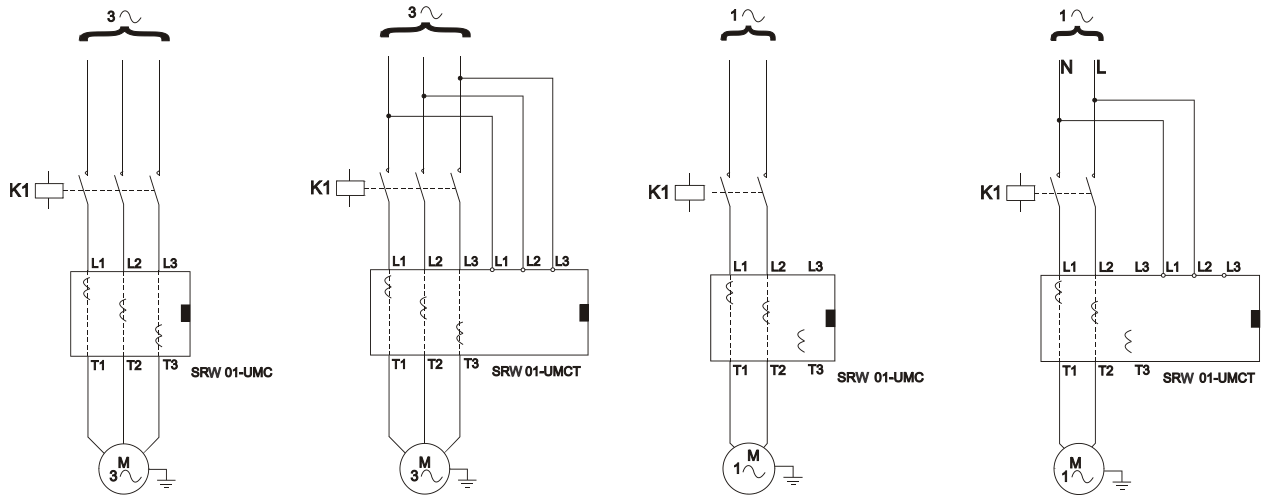 3 3 1 1
N L
K1 K1 K1 K1
L1 L2 L3 L1 L2 L3 L1 L2 L3 L1 L2 L3 L1 L2 L3 L1 L2 L3
T1 T2 T3 T1 T2 T3 T1 T2 T3 T1 T2 T3
SRW 01-UMC SRW 01-UMCT SRW 01-UMC SRW 01-UMCT
M M M M
3 3 1 1